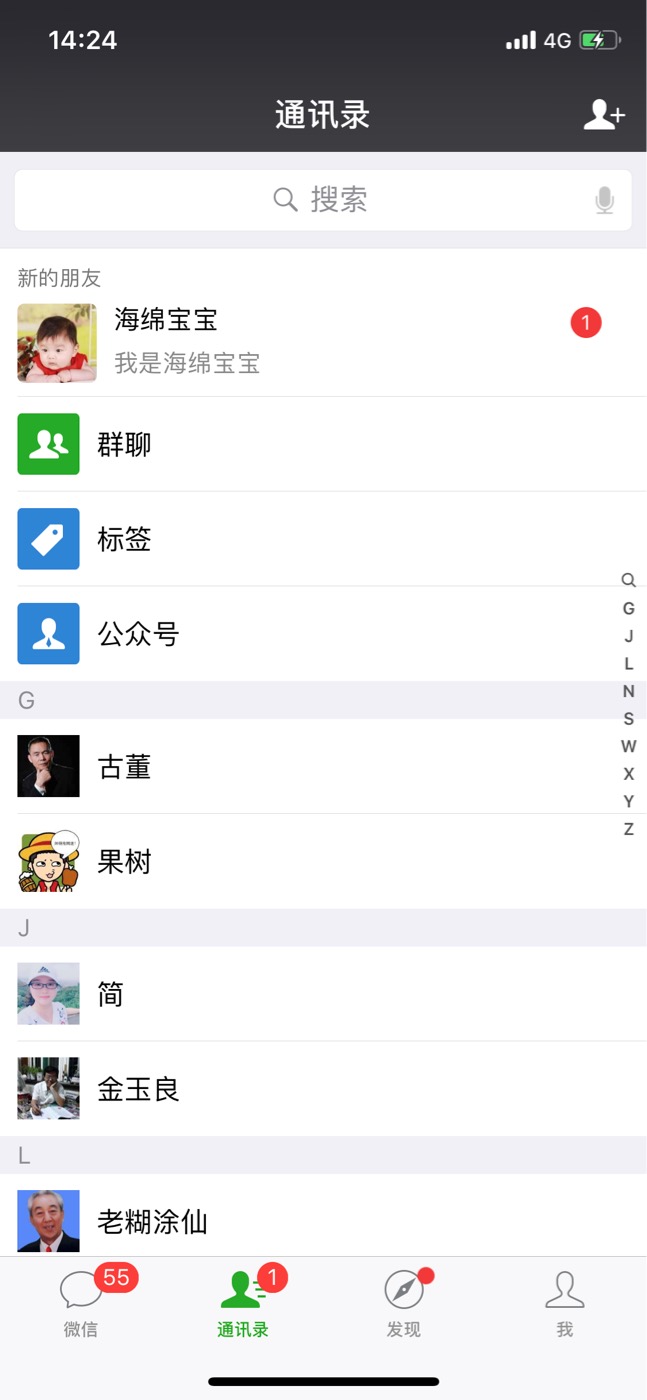 14:24
4G
通讯录
搜索
新的朋友
海绵宝宝
1
我是海绵宝宝
群聊
标签
公众号
G
J
L
N
S
W
X
Y
Z
G
古董
果树
J
简
金玉良
L
老糊涂仙
55
1
微信
通讯录
发现
我